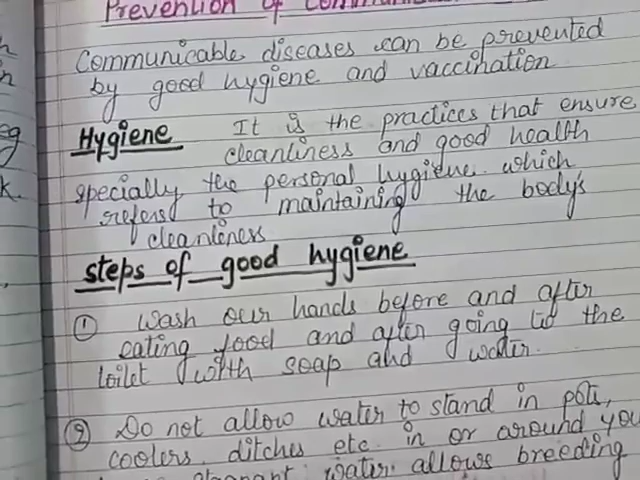 Prevention of
Communicable diseases can be prevented
by good hygiene and vaccination
Hygiene It is the practices that ensure
cleanliness and good health
specially the personal hygiene which
refers to maintaining the body's
cleanleness
steps of good hygiene
① Wash our hands before and after
eating food and after going to the
toilet with soap and water.
② Do not allow water to stand in pots,
coolers, ditches etc. in or around you
stagnant water allows breeding